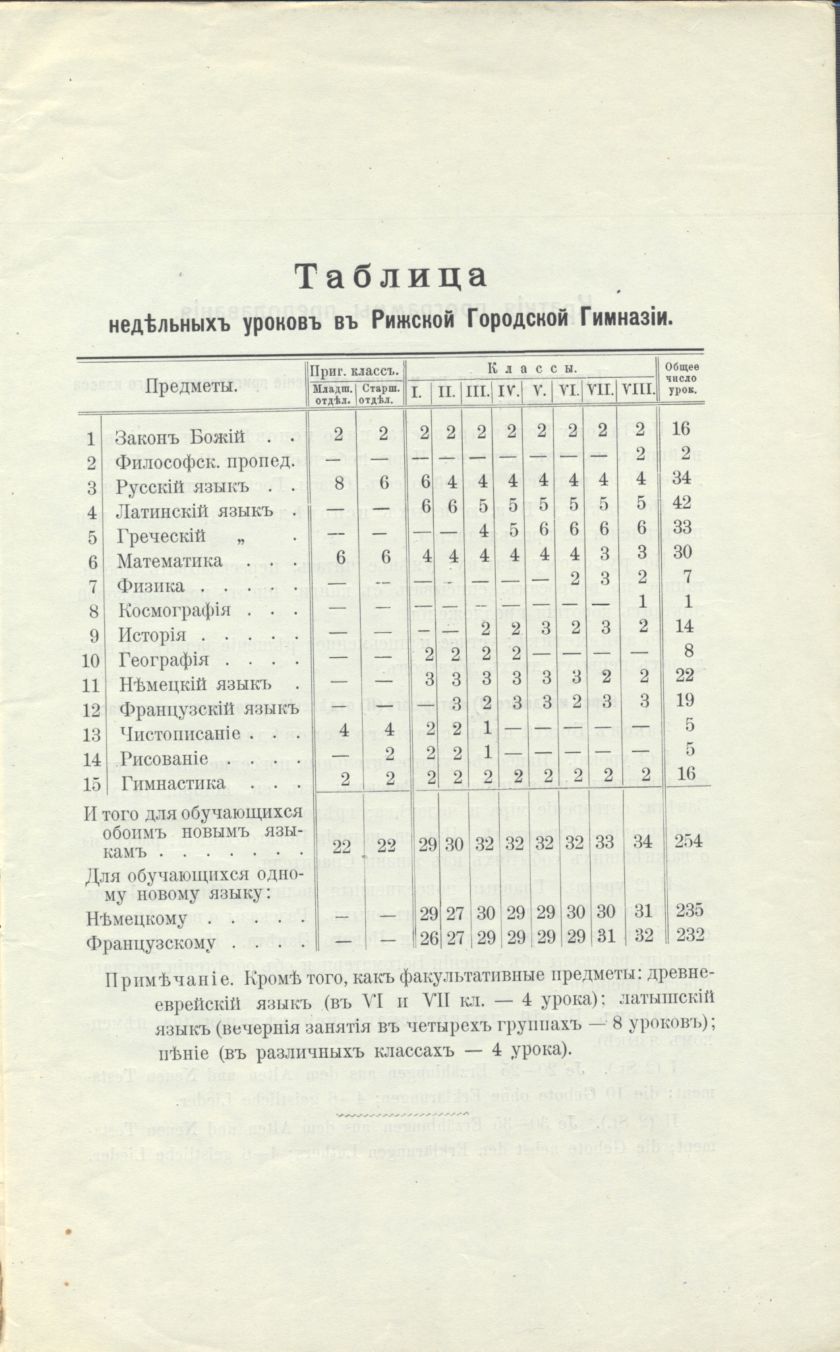 Таблица
недѣльныхъ уроковъ въ Рижской Городской Гимназіи.
Предметы. Приг. классъ. Классы. Общее число урок.
Младш. отдѣл. Старш. отдѣл. I. II. III. IV. V. VI. VII. VIII.
1 Законъ Божій . . 2 2 2 2 2 2 2 2 2 2 16
2 Философск. пропед. — — — — — — — — — 2 2
3 Русскій языкъ . . 8 6 6 4 4 4 4 4 4 4 34
4 Латинскій языкъ . — — 6 6 5 5 5 5 5 5 42
5 Греческій „ . — — — — 4 5 6 6 6 6 33
6 Математика . . . 6 6 4 4 4 4 4 4 3 3 30
7 Физика . . . . . — — — — — — — 2 3 2 7
8 Космографія . . . — — — — — — — — — 1 1
9 Исторія . . . . . — — — — 2 2 3 2 3 2 14
10 Географія . . . . — — 2 2 2 2 — — — — 8
11 Нѣмецкій языкъ . — — 3 3 3 3 3 3 2 2 22
12 Французскій языкъ — — — 3 2 3 3 2 3 3 19
13 Чистописаніе . . . 4 4 2 2 1 — — — — — 5
14 Рисованіе . . . . — 2 2 2 1 — — — — — 5
15 Гимнастика . . . 2 2 2 2 2 2 2 2 2 2 16
И того для обучающихся
обоимъ новымъ язы-
камъ . . . . . . . 22 22 29 30 32 32 32 32 33 34 254
Для обучающихся одно-
му новому языку:
Нѣмецкому . . . . . — — 29 27 30 29 29 30 30 31 235
Французскому . . . . — — 26 27 29 29 29 29 31 32 232
Примѣчаніе. Кромѣ того, какъ факультативные предметы: древне-
еврейскій языкъ (въ VI и VII кл. — 4 урока); латышскій
языкъ (вечернія занятія въ четырехъ группахъ — 8 уроковъ);
пѣніе (въ различныхъ классахъ — 4 урока).